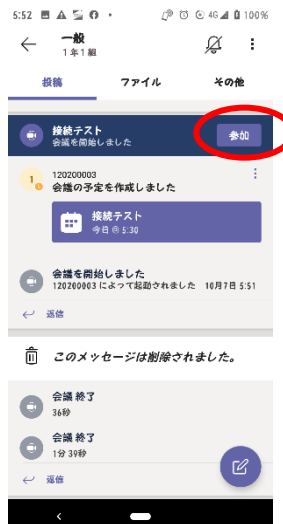 5:52 4G 100%
一般
1年1組
投稿 ファイル その他
接続テスト
会議を開始しました
参加
1
120200003
会議の予定を作成しました
接続テスト
今日 @ 5:30
会議を開始しました
120200003 によって起動されました 10月7日 5:51
返信
このメッセージは削除されました。
会議 終了
36秒
会議 終了
1分 39秒
返信